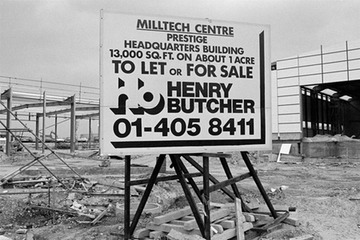 MILLTECH CENTRE
PRESTIGE
HEADQUARTERS BUILDING
13,000 SQ. FT. ON ABOUT 1 ACRE
TO LET OR FOR SALE
Hb HENRY
BUTCHER
01-405 8411